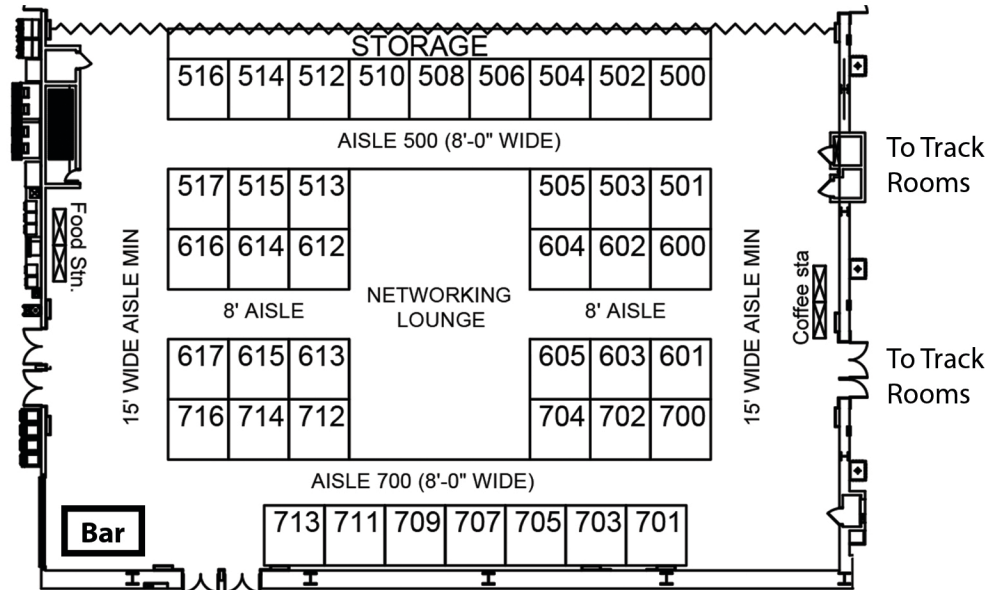 STORAGE
516 514 512 510 508 506 504 502 500
AISLE 500 (8'-0" WIDE)
To Track
Rooms
517 515 513 505 503 501
616 614 612 604 602 600
Food Stn.
15' WIDE AISLE MIN
NETWORKING
LOUNGE
8' AISLE
8' AISLE
15' WIDE AISLE MIN
Coffee sta
617 615 613 605 603 601
To Track
Rooms
716 714 712 704 702 700
AISLE 700 (8'-0" WIDE)
713 711 709 707 705 703 701
Bar